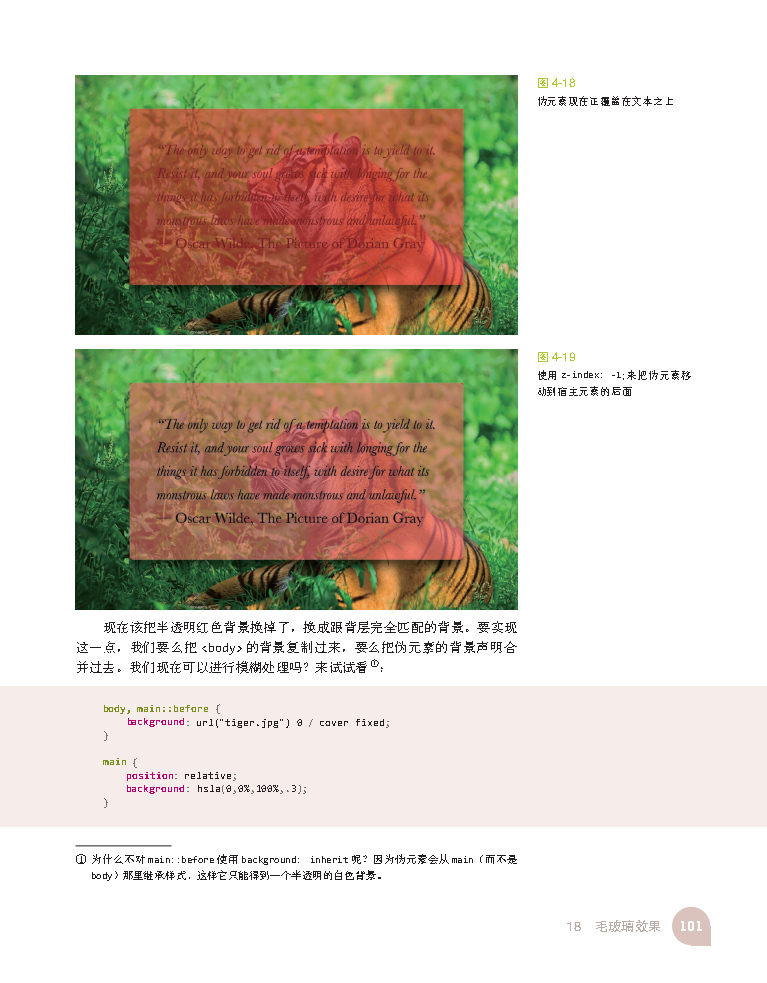 “The only way to get rid of a temptation is to yield to it.
Resist it, and your soul grows sick with longing for the
things it has forbidden to itself, with desire for what its
monstrous laws have made monstrous and unlawful.”
— Oscar Wilde, The Picture of Dorian Gray
图 4-18
伪元素现在正覆盖在文本之上
“The only way to get rid of a temptation is to yield to it.
Resist it, and your soul grows sick with longing for the
things it has forbidden to itself, with desire for what its
monstrous laws have made monstrous and unlawful.”
— Oscar Wilde, The Picture of Dorian Gray
图 4-19
使用 z-index: -1;来把伪元素移
动到宿主元素的后面
现在该把半透明红色背景换掉了，换成跟背层完全匹配的背景。要实现
这一点，我们要么把 <body> 的背景复制过来，要么把伪元素的背景声明合
并过去。我们现在可以进行模糊处理吗？来试试看①：
body, main::before {
background: url("tiger.jpg") 0 / cover fixed;
}
main {
position: relative;
background: hsla(0,0%,100%,.3);
}
① 为什么不对 main::before 使用 background: inherit 呢？因为伪元素会从 main（而不是
body）那里继承样式，这样它只能得到一个半透明的白色背景。
18 毛玻璃效果 101